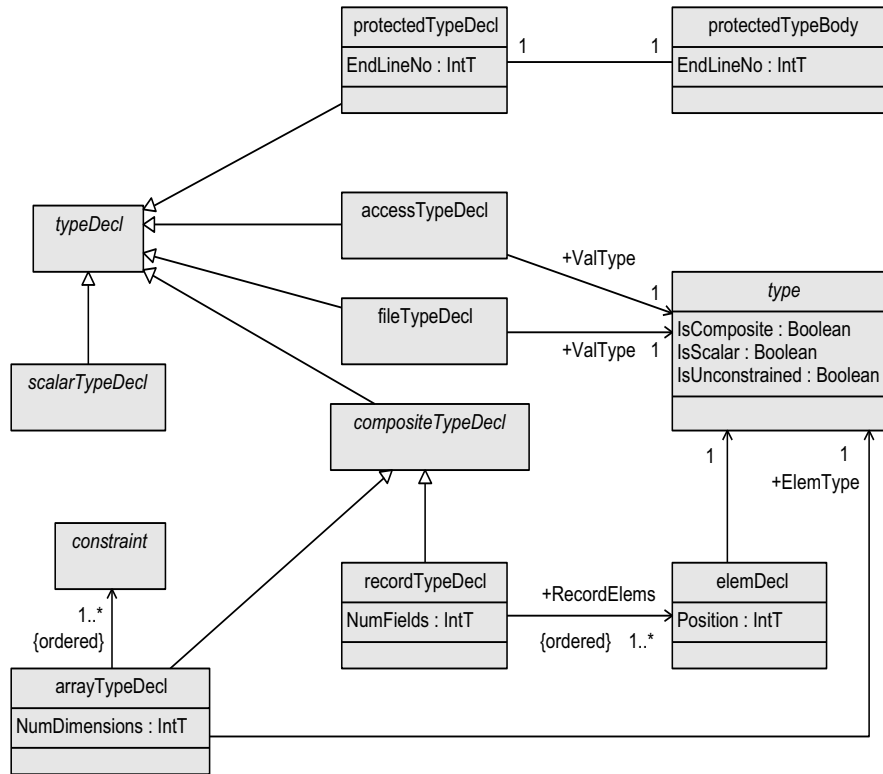 protectedTypeDecl
EndLineNo : IntT
1
1
protectedTypeBody
EndLineNo : IntT
typeDecl
accessTypeDecl
+ValType
1
fileTypeDecl
+ValType
1
type
IsComposite : Boolean
IsScalar : Boolean
IsUnconstrained : Boolean
scalarTypeDecl
compositeTypeDecl
1
1
+ElemType
constraint
1..*
{ordered}
recordTypeDecl
NumFields : IntT
+RecordElems
{ordered} 1..*
elemDecl
Position : IntT
arrayTypeDecl
NumDimensions : IntT